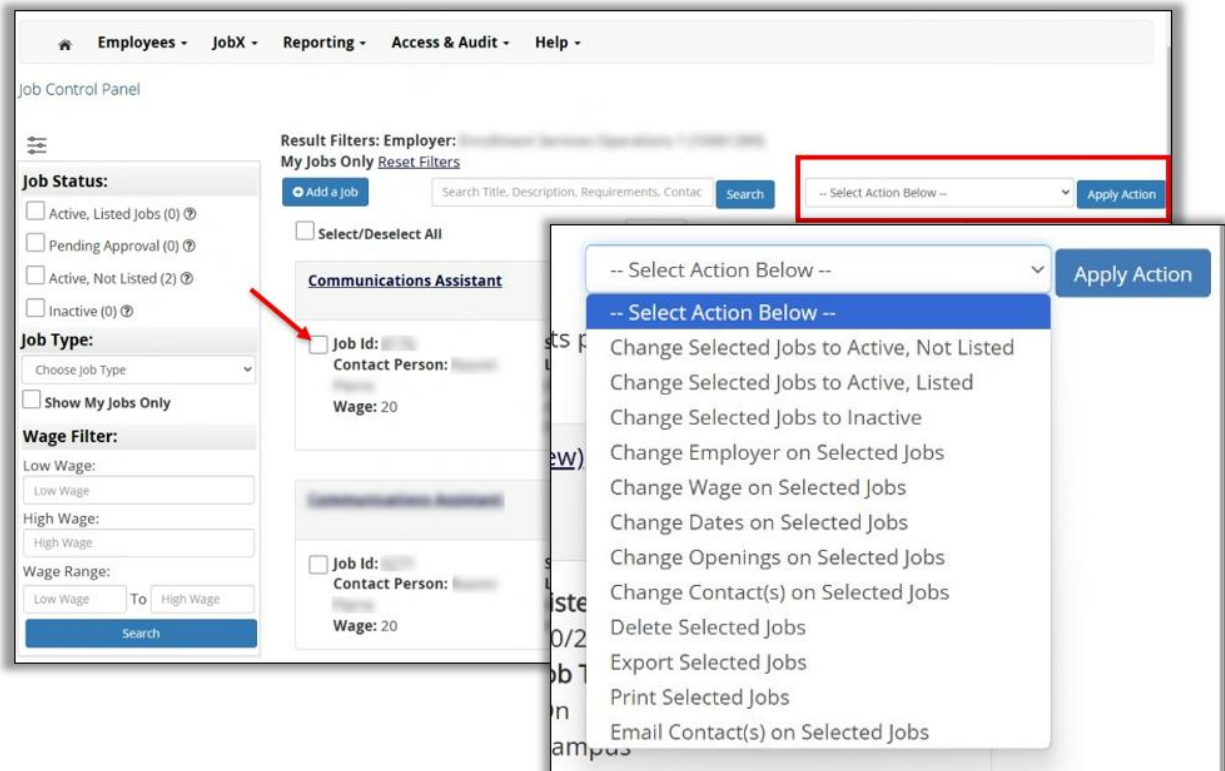 Employees JobX Reporting Access & Audit Help
Job Control Panel
Result Filters: Employer:
My Jobs Only Reset Filters
Add a Job
Search Title, Description, Requirements, Contac
Search
-- Select Action Below --
Apply Action
Select/Deselect All
Job Status:
Active, Listed Jobs (0)
Pending Approval (0)
Active, Not Listed (2)
Inactive (0)
Job Type:
Choose Job Type
Show My Jobs Only
Wage Filter:
Low Wage:
Low Wage
High Wage:
High Wage
Wage Range:
Low Wage To High Wage
Search
Communications Assistant
Job Id:
Contact Person:
Wage: 20
Communications Assistant
Job Id:
Contact Person:
Wage: 20
-- Select Action Below --
Apply Action
-- Select Action Below --
Change Selected Jobs to Active, Not Listed
Change Selected Jobs to Active, Listed
Change Selected Jobs to Inactive
Change Employer on Selected Jobs
Change Wage on Selected Jobs
Change Dates on Selected Jobs
Change Openings on Selected Jobs
Change Contact(s) on Selected Jobs
Delete Selected Jobs
Export Selected Jobs
Print Selected Jobs
Email Contact(s) on Selected Jobs